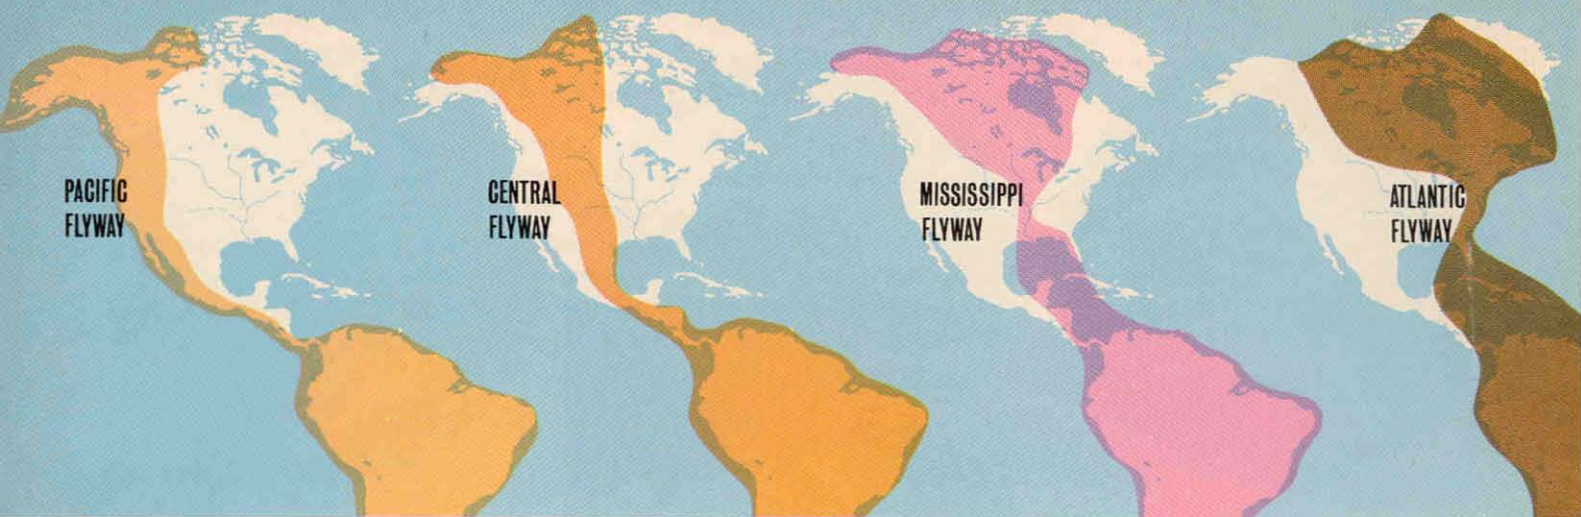 PACIFIC
FLYWAY
CENTRAL
FLYWAY
MISSISSIPPI
FLYWAY
ATLANTIC
FLYWAY